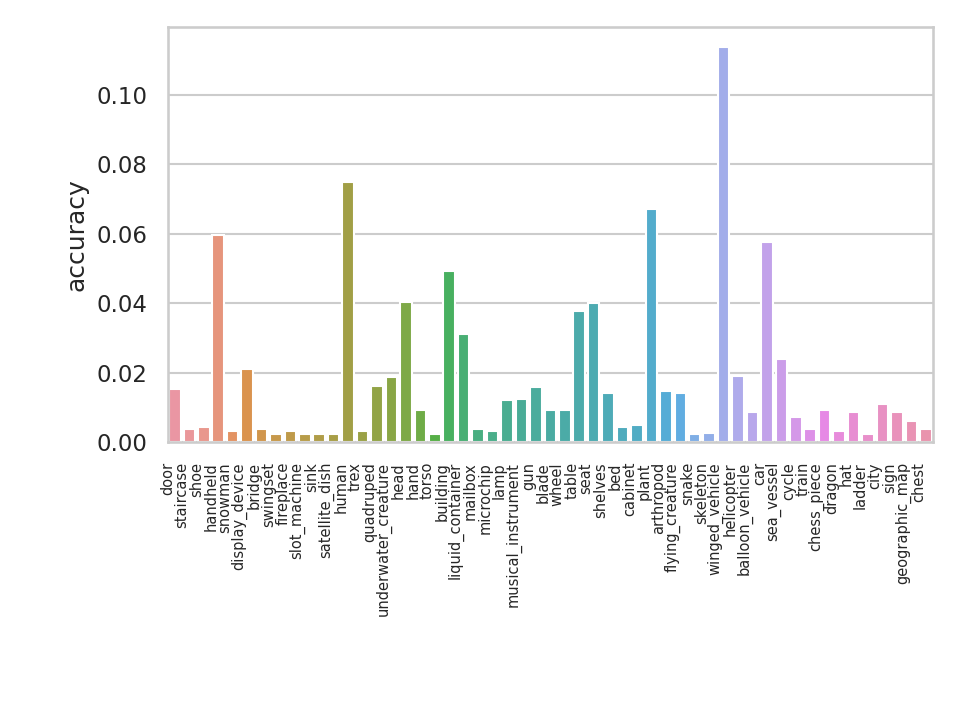 accuracy
0.10
0.08
0.06
0.04
0.02
0.00
door
staircase
shoe
handheld
snowman
display_device
bridge
swingset
fireplace
slot_machine
sink
satellite_dish
human
trex
quadruped
underwater_creature
head
hand
torso
building
liquid_container
mailbox
microchip
lamp
musical_instrument
gun
blade
wheel
table
seat
shelves
bed
cabinet
plant
arthropod
flying_creature
snake
skeleton
winged_vehicle
helicopter
balloon_vehicle
car
sea_vessel
cycle
train
chess_piece
dragon
hat
ladder
city
sign
geographic_map
chest